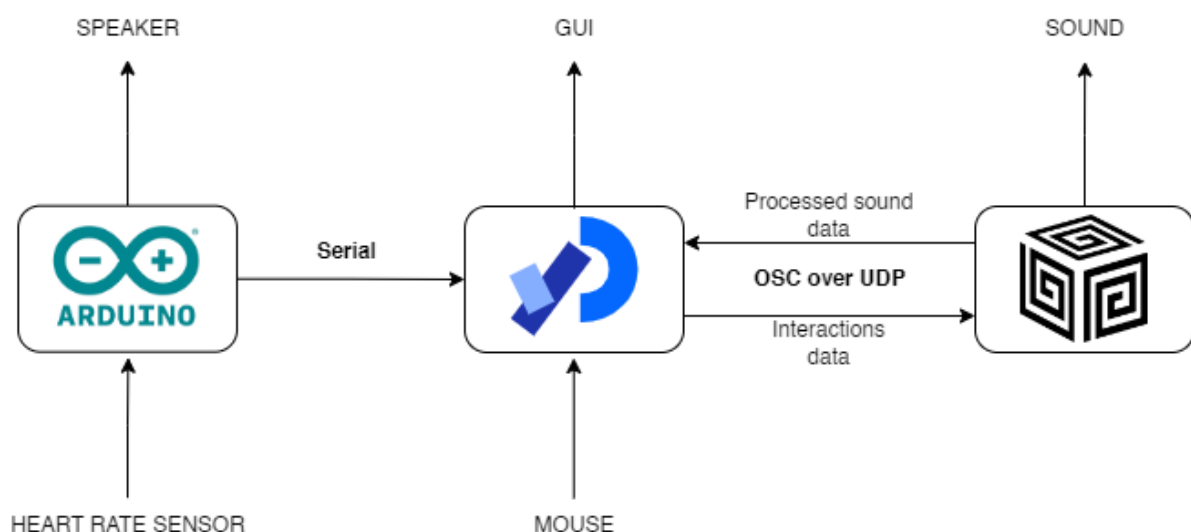 SPEAKER
GUI
SOUND
Processed sound
data
Serial
OSC over UDP
ARDUINO
Interactions
data
HEART RATE SENSOR
MOUSE